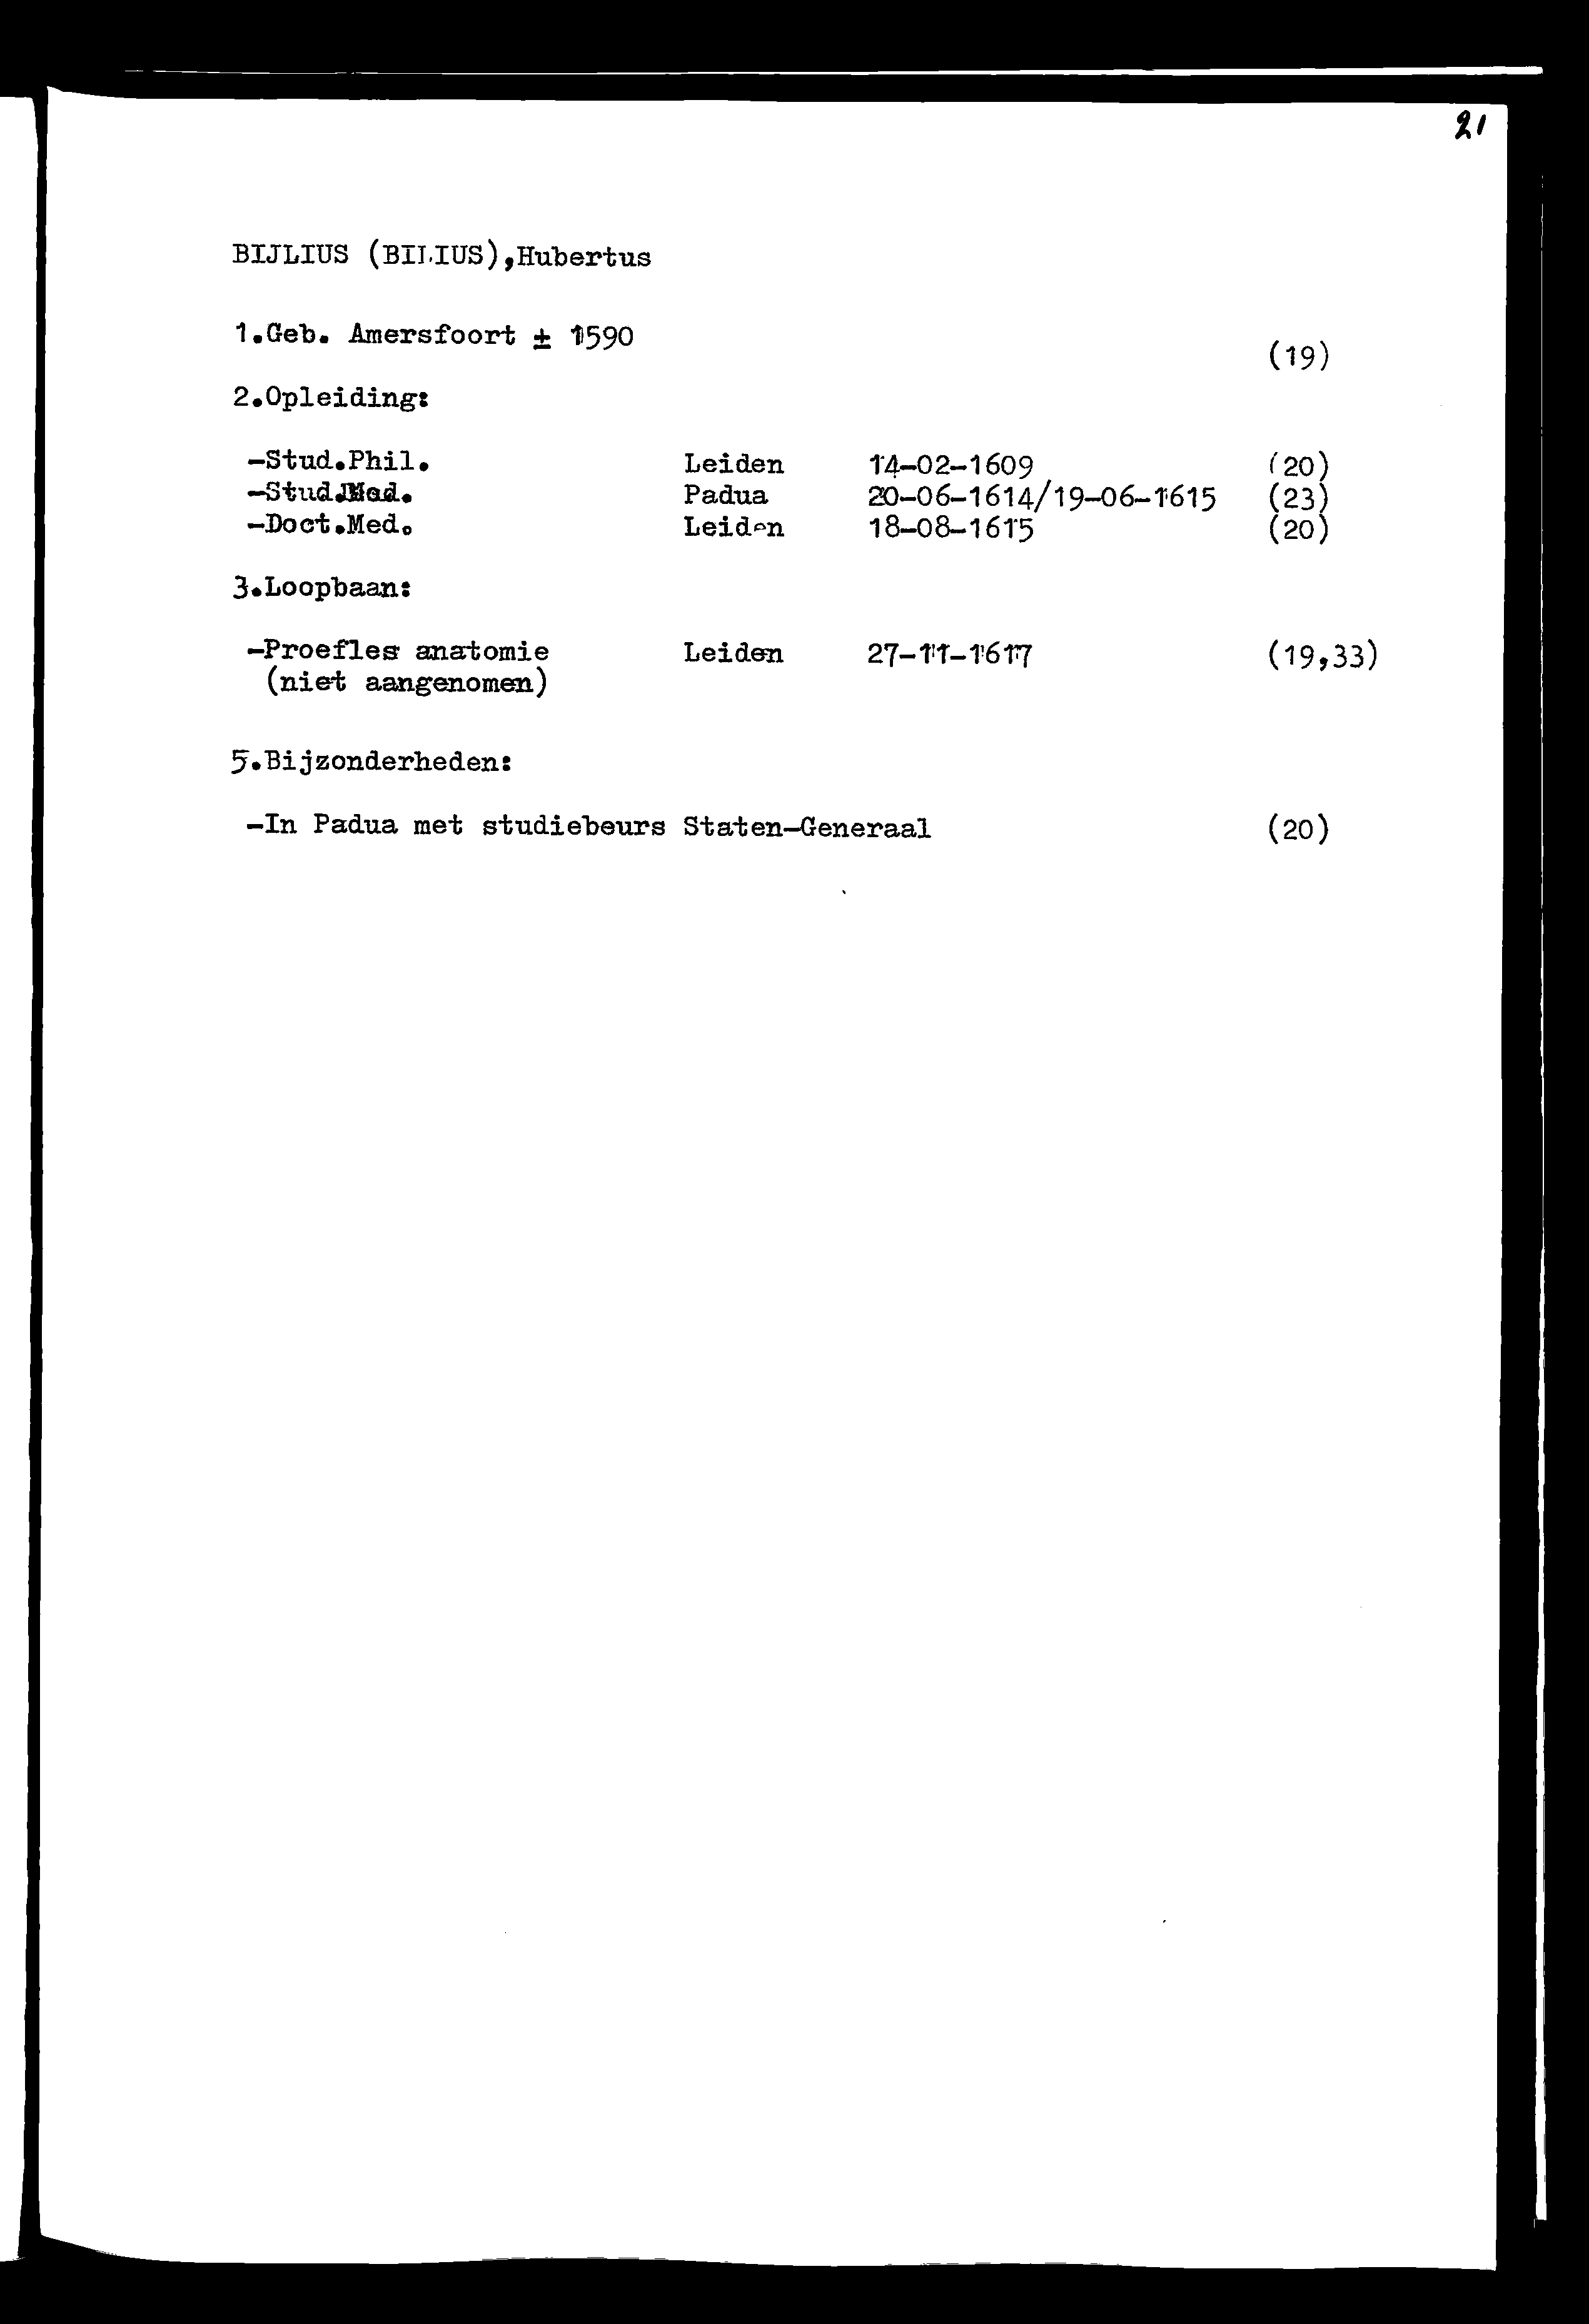 21
BIJLIUS (BILIUS),Hubertus
1.Geb. Amersfoort ± 1590
(19)
2.Opleiding:
-Stud.Phil. Leiden 14-02-1609 (20)
-Stud.Med. Padua 20-06-1614/19-06-1615 (23)
-Doct.Med. Leiden 18-08-1615 (20)
3.Loopbaan:
-Proefles anatomie Leiden 27-11-1617 (19,33)
(niet aangenomen)
5.Bijzonderheden:
-In Padua met studiebeurs Staten-Generaal (20)